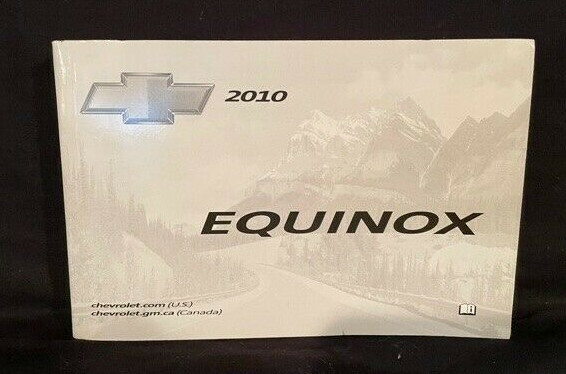 2010
EQUINOX
chevrolet.com (U.S.)
chevrolet.gm.ca (Canada)